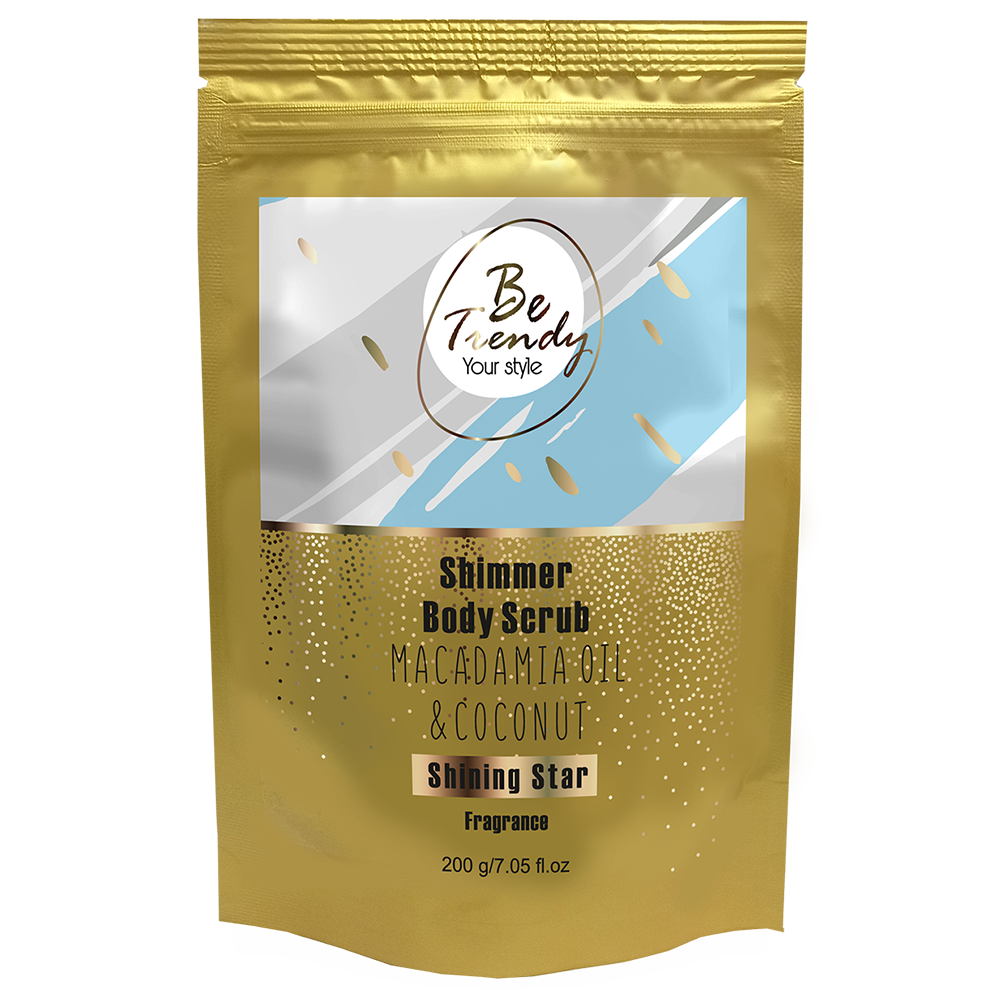 Be
Trendy
Your style
Shimmer
Body Scrub
MACADAMIA OIL
& COCONUT
Shining Star
Fragrance
200 g/7.05 fl.oz